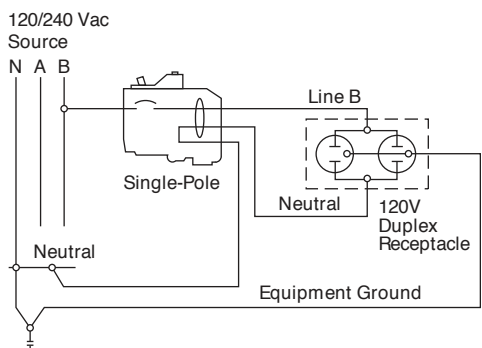 120/240 Vac
Source
N A B
Line B
Single-Pole
Neutral
120V
Duplex
Receptacle
Neutral
Equipment Ground